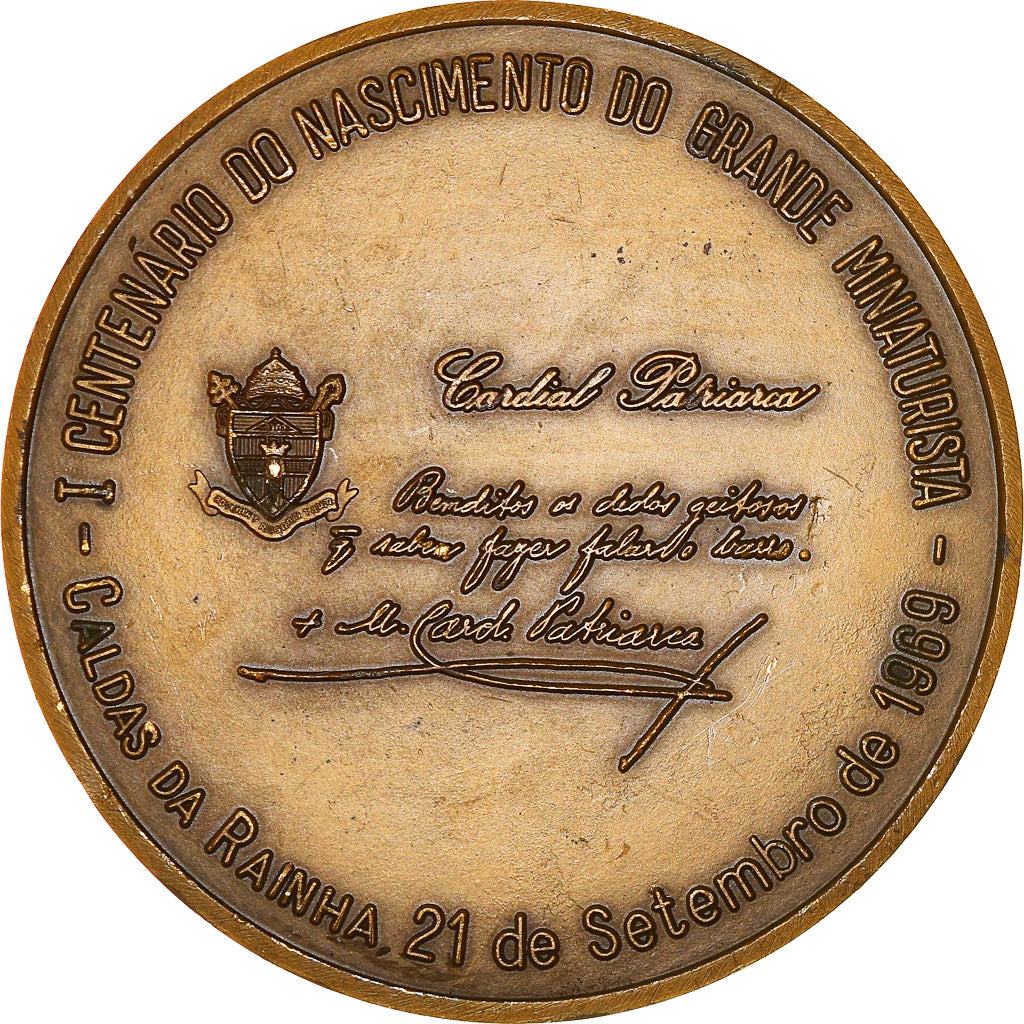 I CENTENÁRIO DO NASCIMENTO DO GRANDE MINIATURISTA
- CALDAS DA RAINHA, 21 de Setembro de 1969 -
Cardial Patriarca
Benditos os dedos geitosos
q̃ sabem fazer falar o barro.
+ M. Card. Patriarca